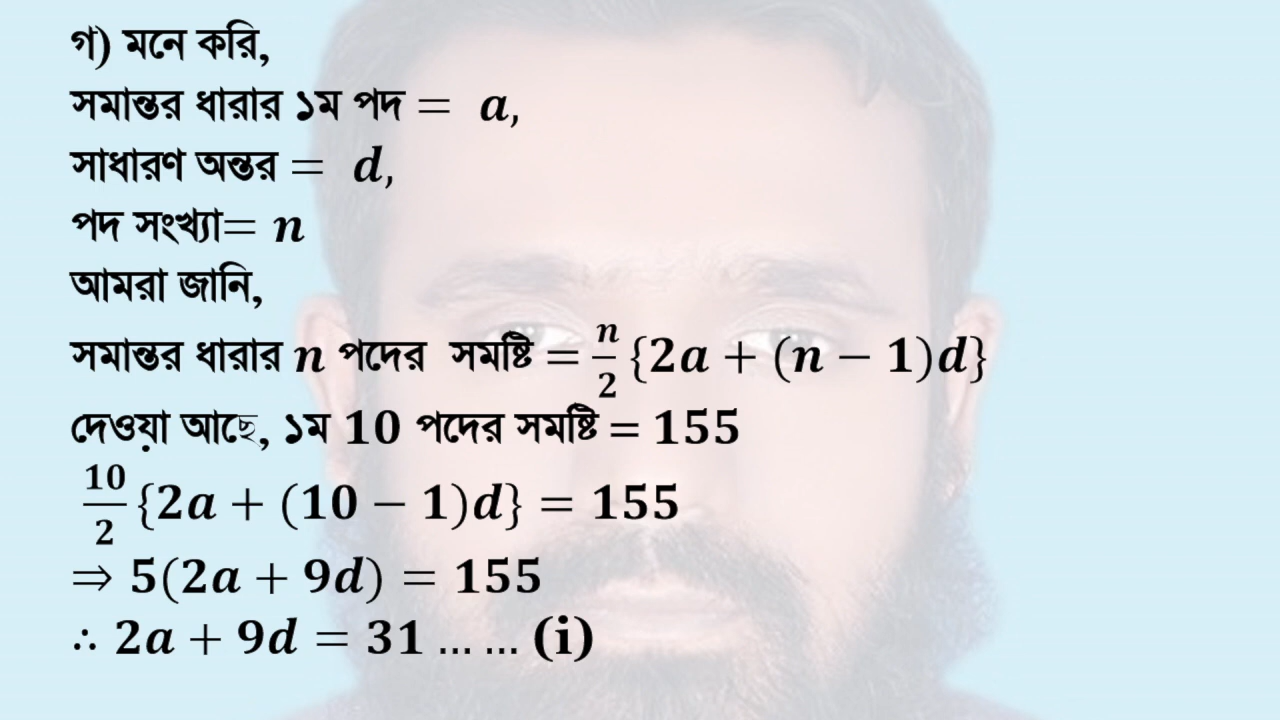 গ) মনে করি,
সমান্তর ধারার ১ম পদ = a,
সাধারণ অন্তর = d,
পদ সংখ্যা= n
আমরা জানি,
সমান্তর ধারার n পদের সমষ্টি = n/2 {2a + (n − 1)d}
দেওয়া আছে, ১ম 10 পদের সমষ্টি = 155
10/2 {2a + (10 − 1)d} = 155
⇒ 5(2a + 9d) = 155
∴ 2a + 9d = 31 … … (i)